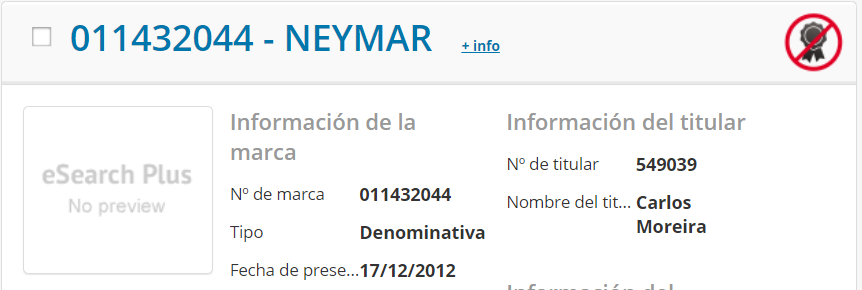 011432044 - NEYMAR + info
eSearch Plus
No preview
Información de la
marca
Nº de marca 011432044
Tipo Denominativa
Fecha de prese...17/12/2012
Información del titular
Nº de titular 549039
Nombre del tit... Carlos
Moreira
Información del